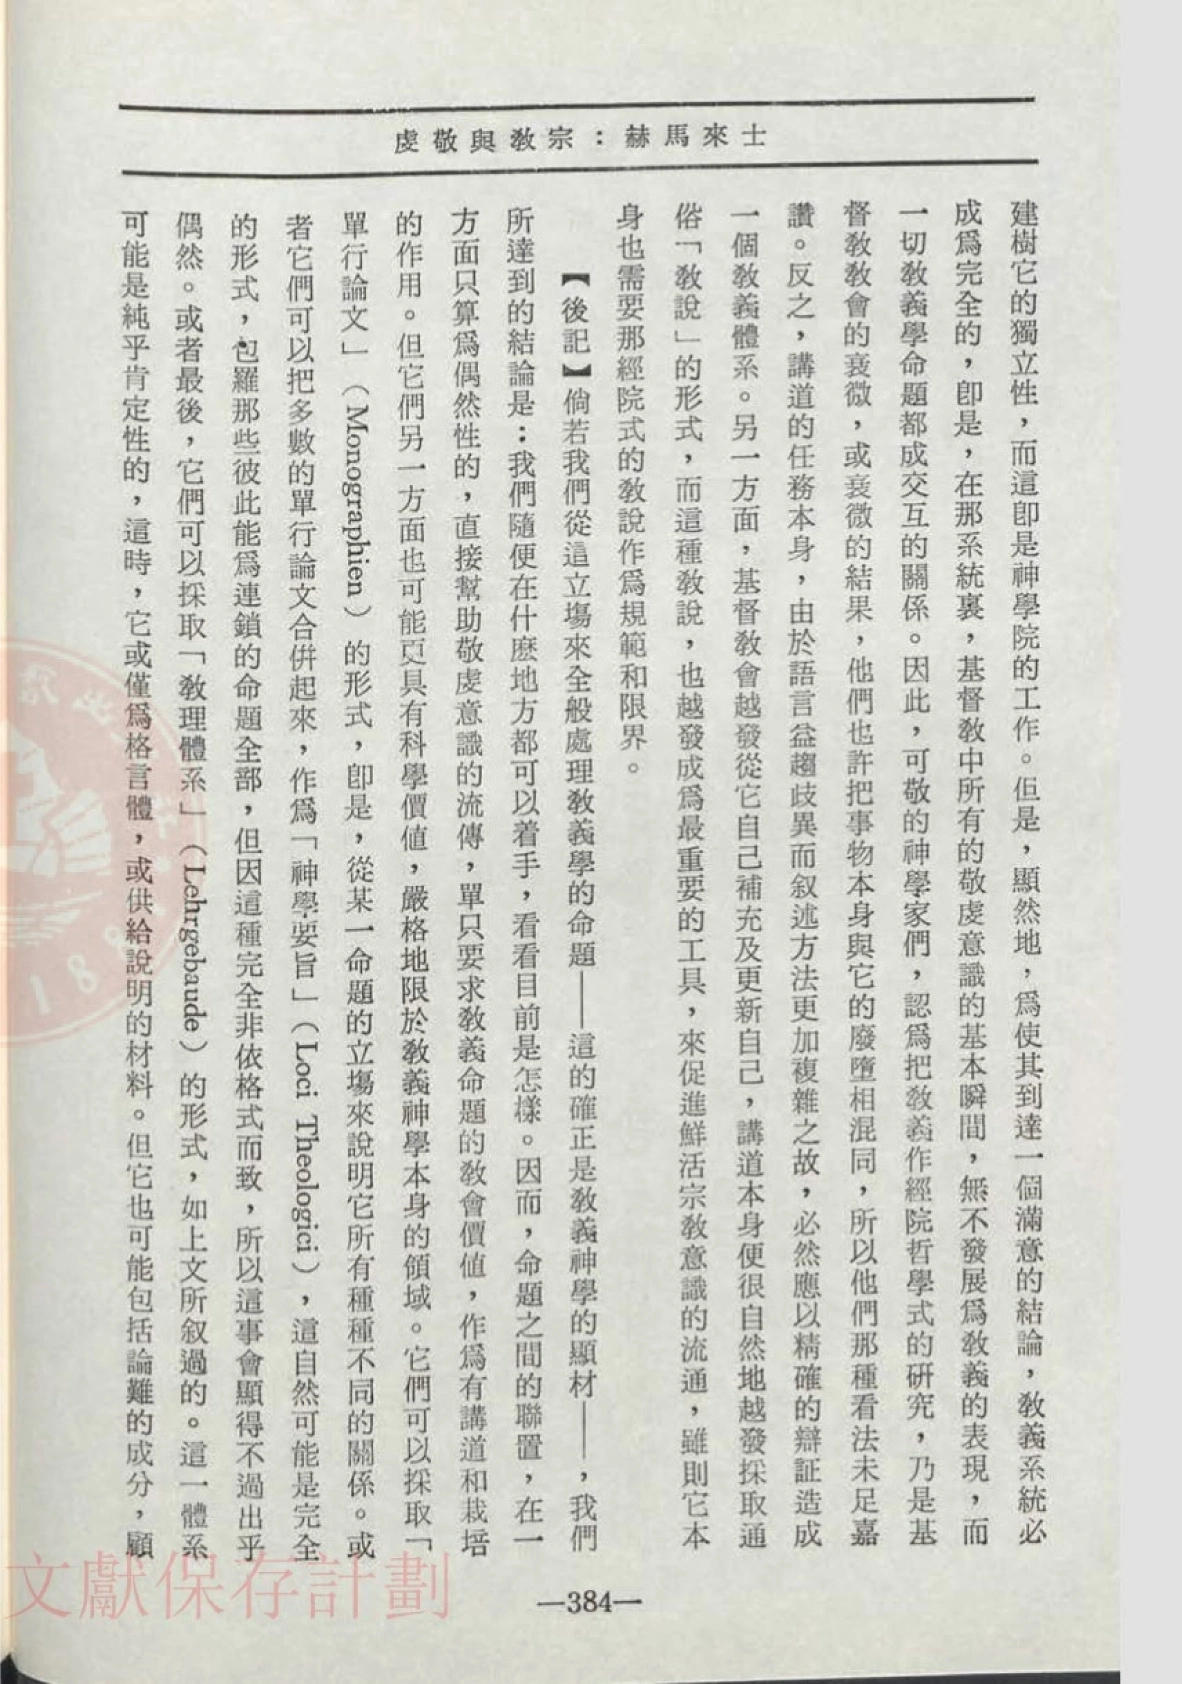 士來馬赫：宗教與敬虔
建樹它的獨立性，而這卽是神學院的工作。但是，顯然地，爲使其到達一個滿意的結論，教義系統必
成爲完全的，卽是，在那系統裏，基督教中所有的敬虔意識的基本瞬間，無不發展爲教義的表現，而
一切教義學命題都成交互的關係。因此，可敬的神學家們，認爲把教義作經院哲學式的研究，乃是基
督教教會的衰微，或衰微的結果，他們也許把事物本身與它的廢墮相混同，所以他們那種看法未足嘉
讚。反之，講道的任務本身，由於語言益趨歧異而叙述方法更加複雜之故，必然應以精確的辯証造成
一個教義體系。另一方面，基督教會越發從它自己補充及更新自己，講道本身便很自然地越發採取通
俗「教說」的形式，而這種教說，也越發成爲最重要的工具，來促進鮮活宗教意識的流通，雖則它本
身也需要那經院式的教說作爲規範和限界。
【後記】倘若我們從這立塲來全般處理教義學的命題——這的確正是教義神學的顯材——，我們
所達到的結論是：我們隨便在什麽地方都可以着手，看看目前是怎樣。因而，命題之間的聯置，在一
方面只算爲偶然性的，直接幫助敬虔意識的流傳，單只要求教義命題的教會價値，作爲有講道和栽培
的作用。但它們另一方面也可能更具有科學價値，嚴格地限於教義神學本身的領域。它們可以採取「
單行論文」（Monographien）的形式，卽是，從某一命題的立塲來說明它所有種種不同的關係。或
者它們可以把多數的單行論文合併起來，作爲「神學要旨」（Loci Theologici），這自然可能是完全
的形式，包羅那些彼此能爲連鎖的命題全部，但因這種完全非依格式而致，所以這事會顯得不過出乎
偶然。或者最後，它們可以採取「教理體系」（Lehrgebaude）的形式，如上文所叙過的。這一體系
可能是純乎肯定性的，這時，它或僅爲格言體，或供給說明的材料。但它也可能包括論難的成分，顧
—384—
文獻保存計劃